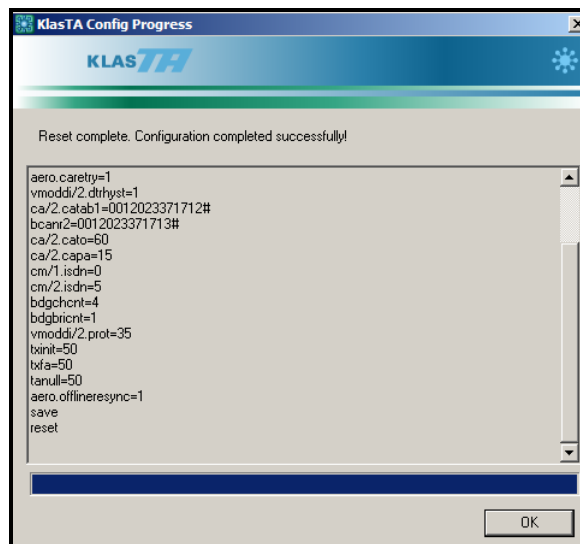 KlasTA Config Progress
KLAS TA
Reset complete. Configuration completed successfully!
aero.caretry=1
vmoddi/2.dtrhyst=1
ca/2.catab1=0012023371712#
bcanr2=0012023371713#
ca/2.cato=60
ca/2.capa=15
cm/1.isdn=0
cm/2.isdn=5
bdgchcnt=4
bdgbricnt=1
vmoddi/2.prot=35
txinit=50
txfa=50
tanull=50
aero.offlineresync=1
save
reset
OK